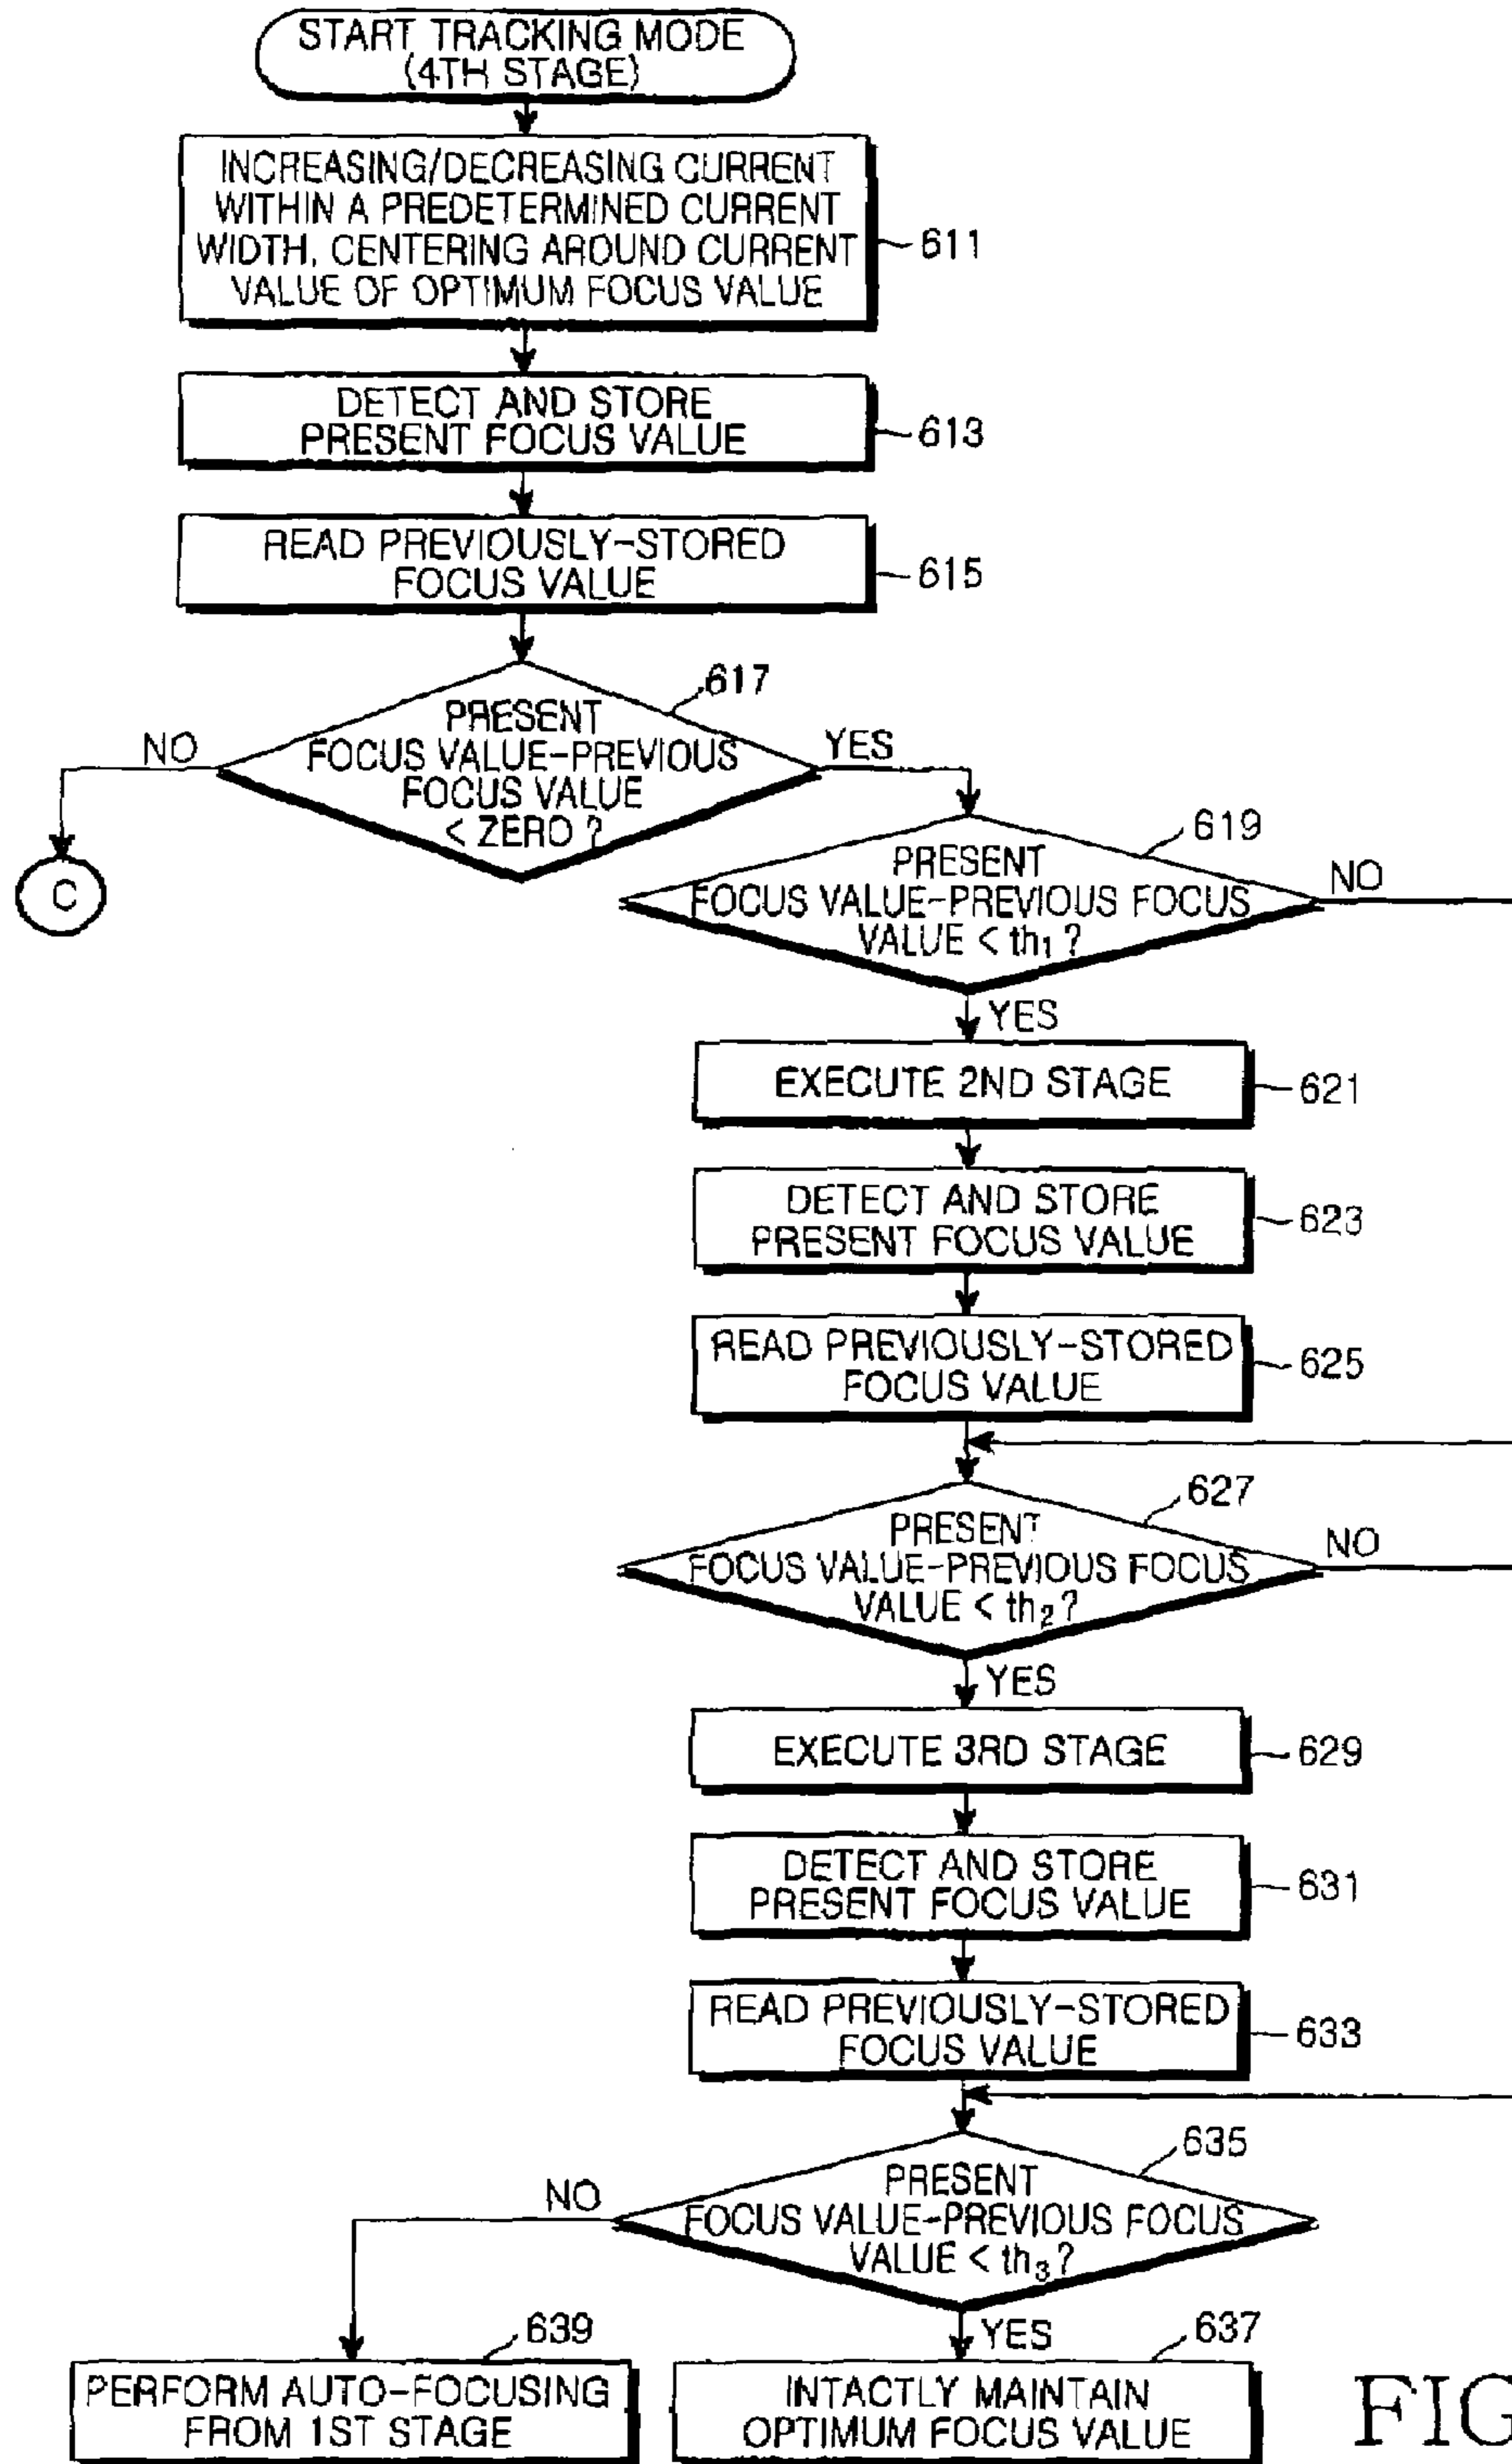 START TRACKING MODE
(4TH STAGE)
INCREASING/DECREASING CURRENT
WITHIN A PREDETERMINED CURRENT
WIDTH, CENTERING AROUND CURRENT
VALUE OF OPTIMUM FOCUS VALUE
611
DETECT AND STORE
PRESENT FOCUS VALUE
613
READ PREVIOUSLY-STORED
FOCUS VALUE
615
617
PRESENT
FOCUS VALUE-PREVIOUS
FOCUS VALUE
< ZERO ?
NO
YES
C
619
PRESENT
FOCUS VALUE-PREVIOUS FOCUS
VALUE < th₁ ?
NO
YES
EXECUTE 2ND STAGE
621
DETECT AND STORE
PRESENT FOCUS VALUE
623
READ PREVIOUSLY-STORED
FOCUS VALUE
625
627
PRESENT
FOCUS VALUE-PREVIOUS FOCUS
VALUE < th₂ ?
NO
YES
EXECUTE 3RD STAGE
629
DETECT AND STORE
PRESENT FOCUS VALUE
631
READ PREVIOUSLY-STORED
FOCUS VALUE
633
635
PRESENT
FOCUS VALUE-PREVIOUS FOCUS
VALUE < th₃ ?
NO
YES
639
PERFORM AUTO-FOCUSING
FROM 1ST STAGE
637
INTACTLY MAINTAIN
OPTIMUM FOCUS VALUE
FIG